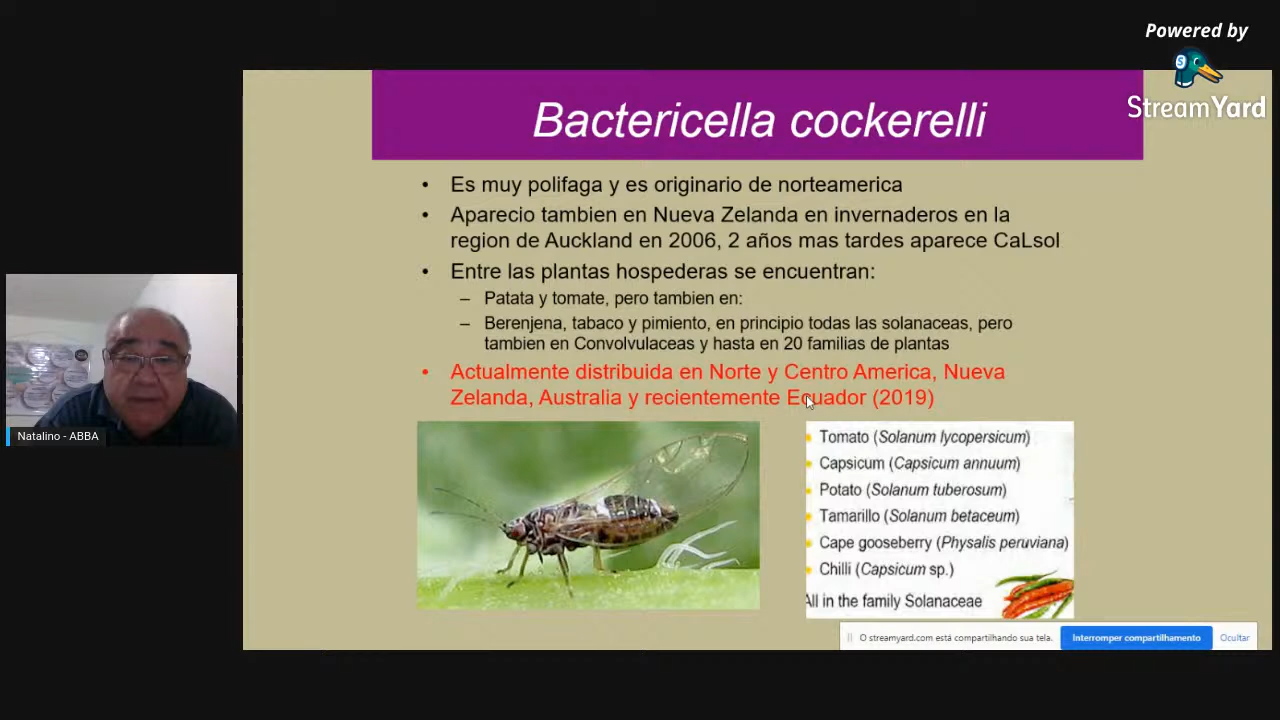 Powered by
StreamYard
Bactericella cockerelli
• Es muy polifaga y es originario de norteamerica
• Aparecio tambien en Nueva Zelanda en invernaderos en la
region de Auckland en 2006, 2 años mas tardes aparece CaLsol
• Entre las plantas hospederas se encuentran:
– Patata y tomate, pero tambien en:
– Berenjena, tabaco y pimiento, en principio todas las solanaceas, pero
tambien en Convolvulaceas y hasta en 20 familias de plantas
• Actualmente distribuida en Norte y Centro America, Nueva
Zelanda, Australia y recientemente Ecuador (2019)
Natalino - ABBA
Tomato (Solanum lycopersicum)
Capsicum (Capsicum annuum)
Potato (Solanum tuberosum)
Tamarillo (Solanum betaceum)
Cape gooseberry (Physalis peruviana)
Chilli (Capsicum sp.)
All in the family Solanaceae
O streamyard.com está compartilhando sua tela.
Interromper compartilhamento
Ocultar